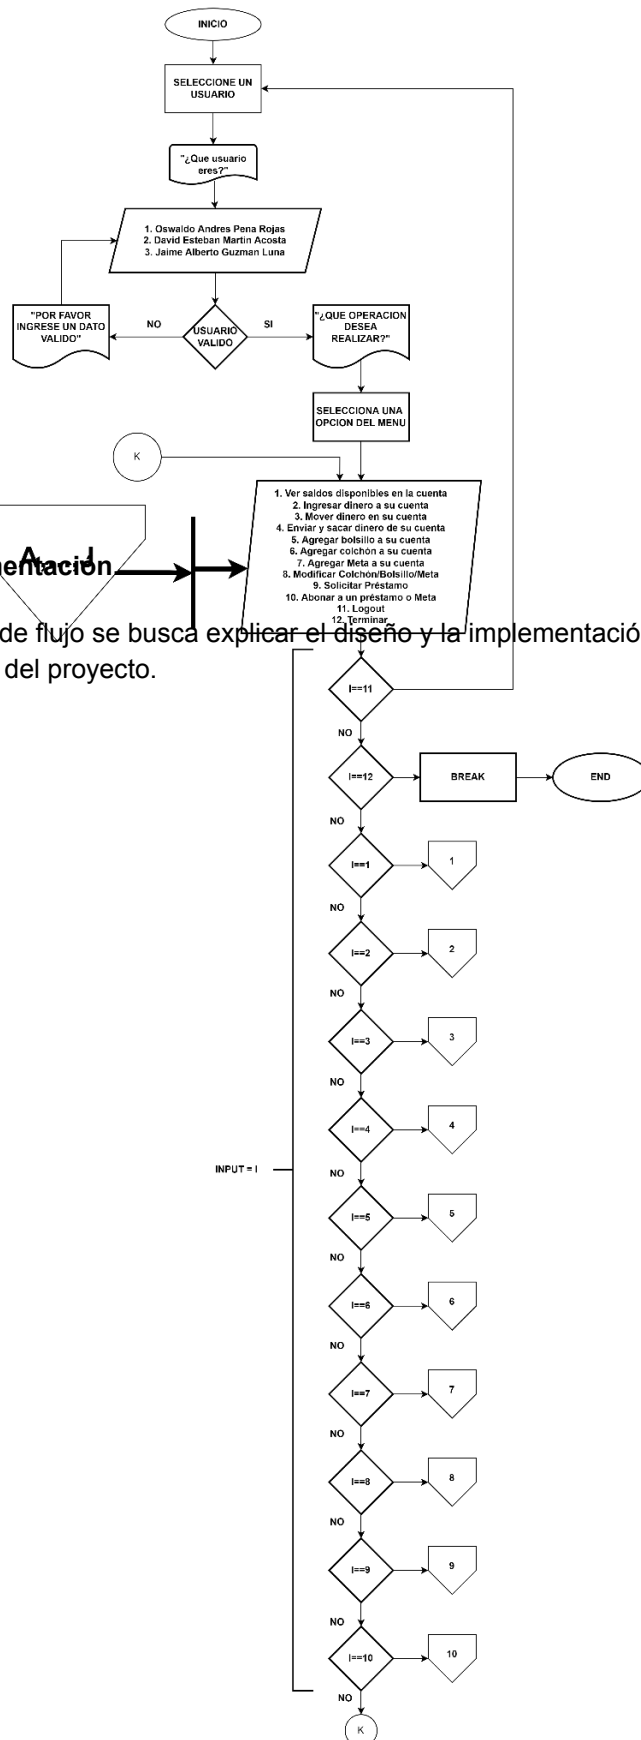 INICIO
SELECCIONE UN
USUARIO
"¿Que usuario
eres?"
1. Oswaldo Andres Pena Rojas
2. David Esteban Martin Acosta
3. Jaime Alberto Guzman Luna
"POR FAVOR
INGRESE UN DATO
VALIDO"
NO
USUARIO
VALIDO
SI
"¿QUE OPERACION
DESEA
REALIZAR?"
SELECCIONA UNA
OPCION DEL MENU
K
1. Ver saldos disponibles en la cuenta
2. Ingresar dinero a su cuenta
3. Mover dinero en su cuenta
4. Enviar y sacar dinero de su cuenta
5. Agregar bolsillo a su cuenta
6. Agregar colchón a su cuenta
7. Agregar Meta a su cuenta
8. Modificar Colchón/Bolsillo/Meta
9. Solicitar Préstamo
10. Abonar a un préstamo o Meta
11. Logout
12. Terminar
mentación.
de flujo se busca explicar el diseño y la implementació
del proyecto.
I==11
NO
I==12
BREAK
END
NO
I==1
1
NO
I==2
2
NO
I==3
3
NO
I==4
4
NO
INPUT = I
I==5
5
NO
I==6
6
NO
I==7
7
NO
I==8
8
NO
I==9
9
NO
I==10
10
NO
K